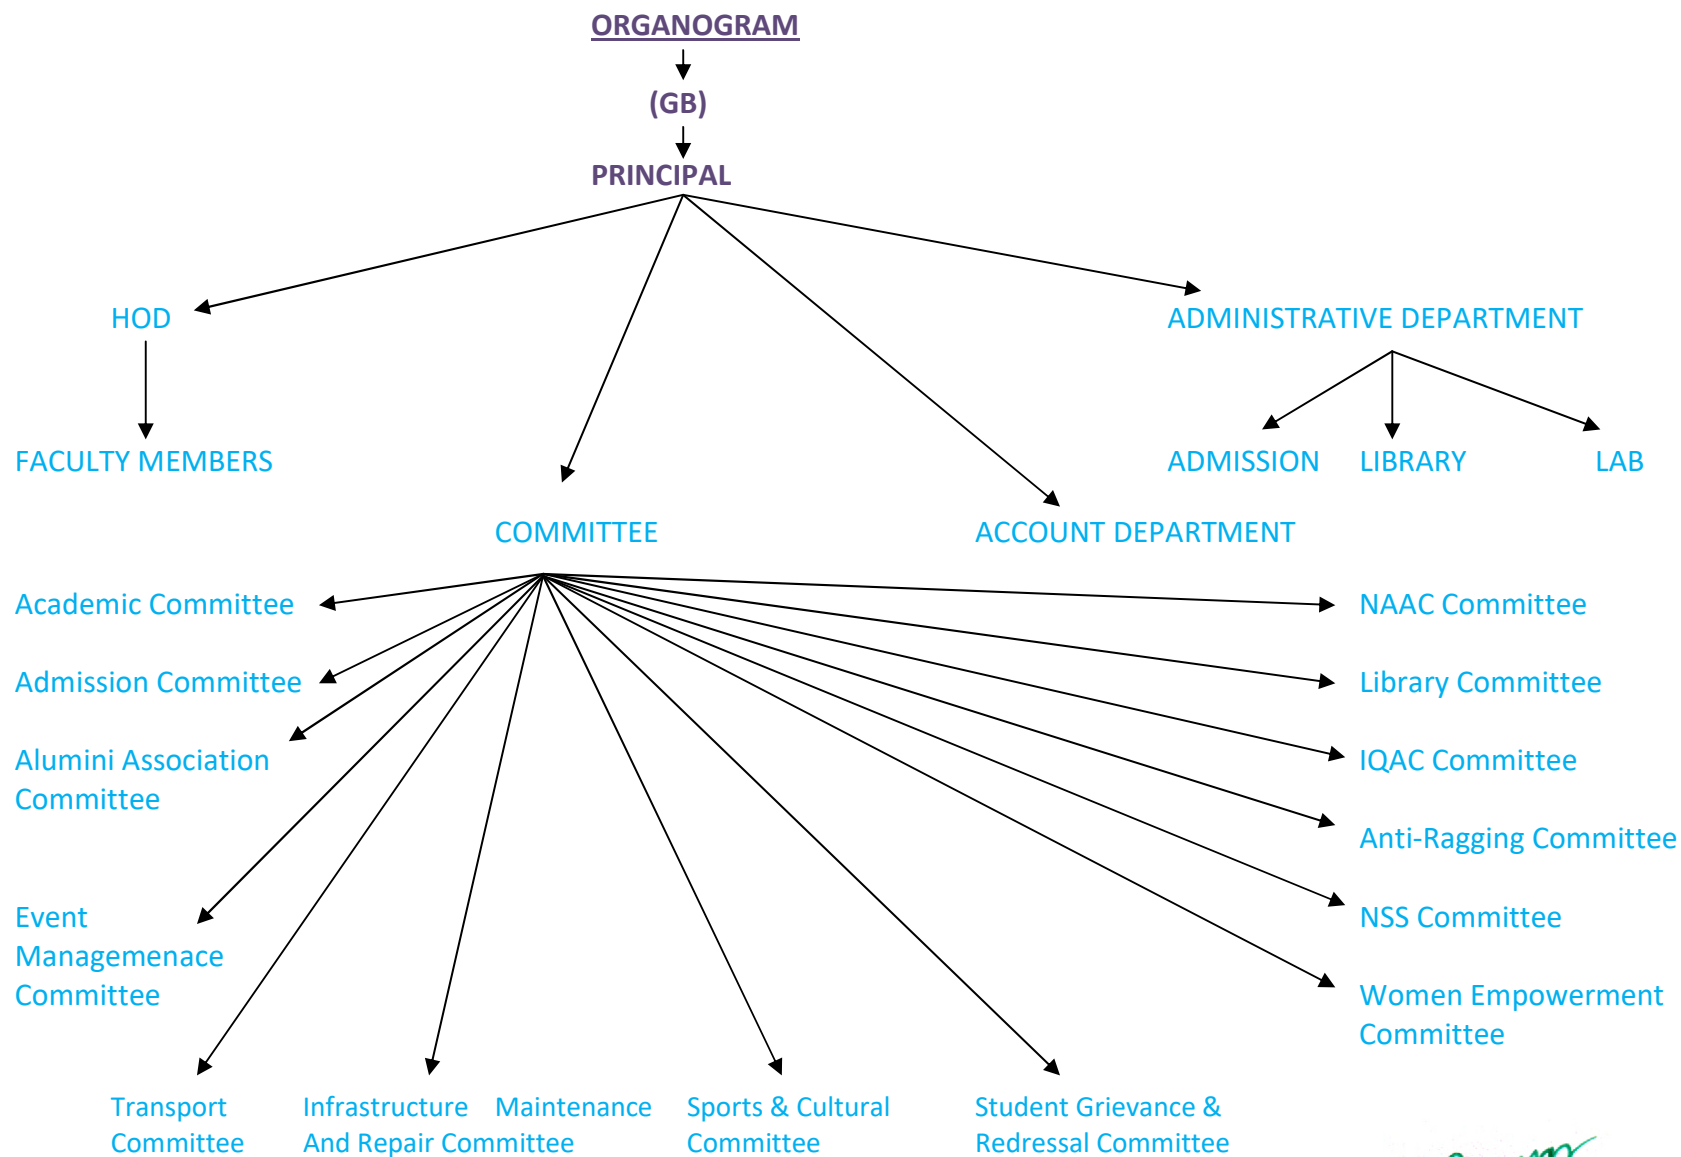 ORGANOGRAM
(GB)
PRINCIPAL
HOD
ADMINISTRATIVE DEPARTMENT
FACULTY MEMBERS
ADMISSION LIBRARY LAB
COMMITTEE
ACCOUNT DEPARTMENT
Academic Committee
NAAC Committee
Admission Committee
Library Committee
Alumini Association
Committee
IQAC Committee
Anti-Ragging Committee
Event
Managemenace
Committee
NSS Committee
Women Empowerment
Committee
Transport
Committee
Infrastructure Maintenance
And Repair Committee
Sports & Cultural
Committee
Student Grievance &
Redressal Committee